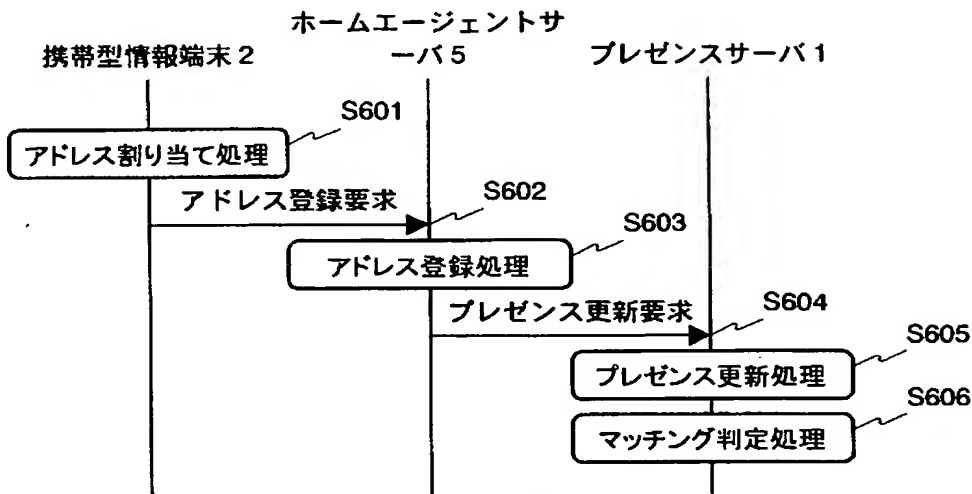 携帯型情報端末2
ホームエージェントサ
ーバ5
プレゼンスサーバ1
S601
アドレス割り当て処理
アドレス登録要求
S602
S603
アドレス登録処理
プレゼンス更新要求
S604
S605
プレゼンス更新処理
S606
マッチング判定処理